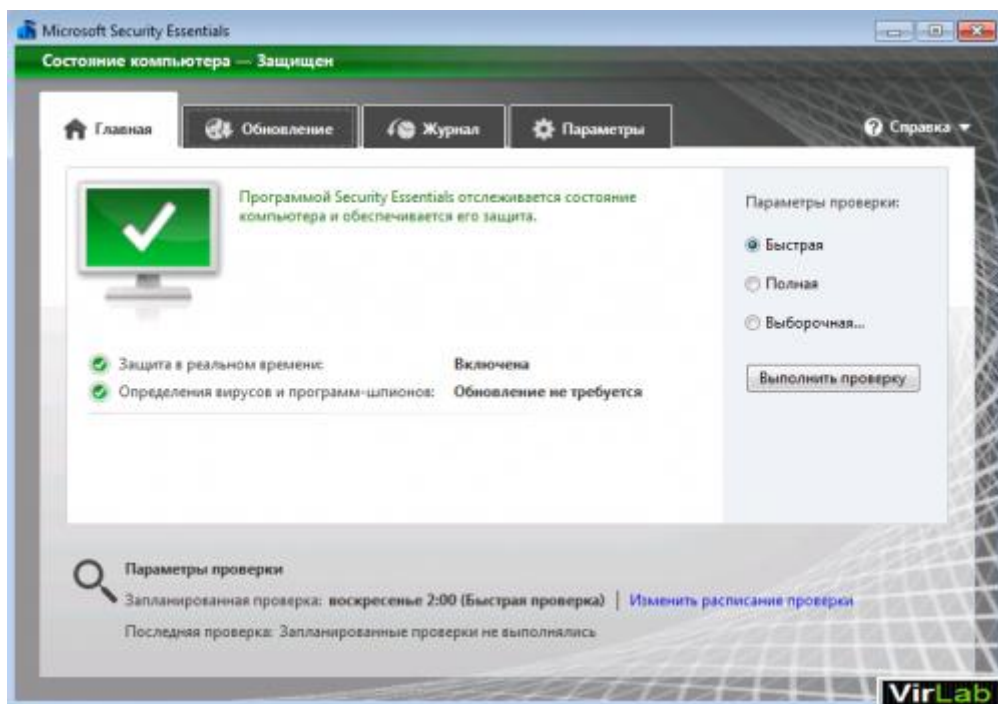 Microsoft Security Essentials
Состояние компьютера — Защищен
Главная
Обновление
Журнал
Параметры
Справка
Программой Security Essentials отслеживается состояние
компьютера и обеспечивается его защита.
Параметры проверки:
Быстрая
Полная
Выборочная...
Выполнить проверку
Защита в реальном времени: Включена
Определения вирусов и программ-шпионов: Обновление не требуется
Параметры проверки
Запланированная проверка: воскресенье 2:00 (Быстрая проверка) | Изменить расписание проверки
Последняя проверка: Запланированные проверки не выполнялись
VirLab